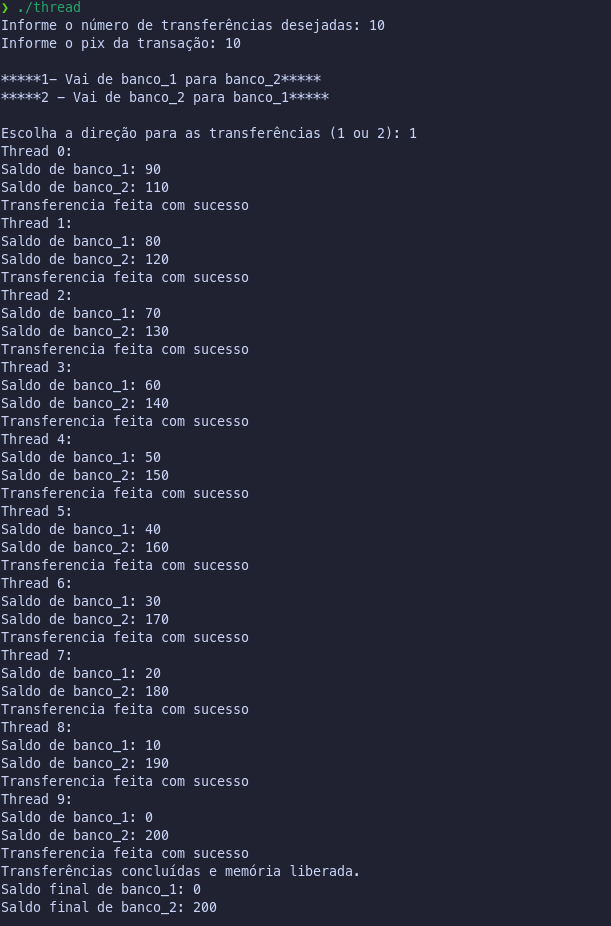 ❯ ./thread
Informe o número de transferências desejadas: 10
Informe o pix da transação: 10
*****1– Vai de banco_1 para banco_2*****
*****2 – Vai de banco_2 para banco_1*****
Escolha a direção para as transferências (1 ou 2): 1
Thread 0:
Saldo de banco_1: 90
Saldo de banco_2: 110
Transferencia feita com sucesso
Thread 1:
Saldo de banco_1: 80
Saldo de banco_2: 120
Transferencia feita com sucesso
Thread 2:
Saldo de banco_1: 70
Saldo de banco_2: 130
Transferencia feita com sucesso
Thread 3:
Saldo de banco_1: 60
Saldo de banco_2: 140
Transferencia feita com sucesso
Thread 4:
Saldo de banco_1: 50
Saldo de banco_2: 150
Transferencia feita com sucesso
Thread 5:
Saldo de banco_1: 40
Saldo de banco_2: 160
Transferencia feita com sucesso
Thread 6:
Saldo de banco_1: 30
Saldo de banco_2: 170
Transferencia feita com sucesso
Thread 7:
Saldo de banco_1: 20
Saldo de banco_2: 180
Transferencia feita com sucesso
Thread 8:
Saldo de banco_1: 10
Saldo de banco_2: 190
Transferencia feita com sucesso
Thread 9:
Saldo de banco_1: 0
Saldo de banco_2: 200
Transferencia feita com sucesso
Transferências concluídas e memória liberada.
Saldo final de banco_1: 0
Saldo final de banco_2: 200